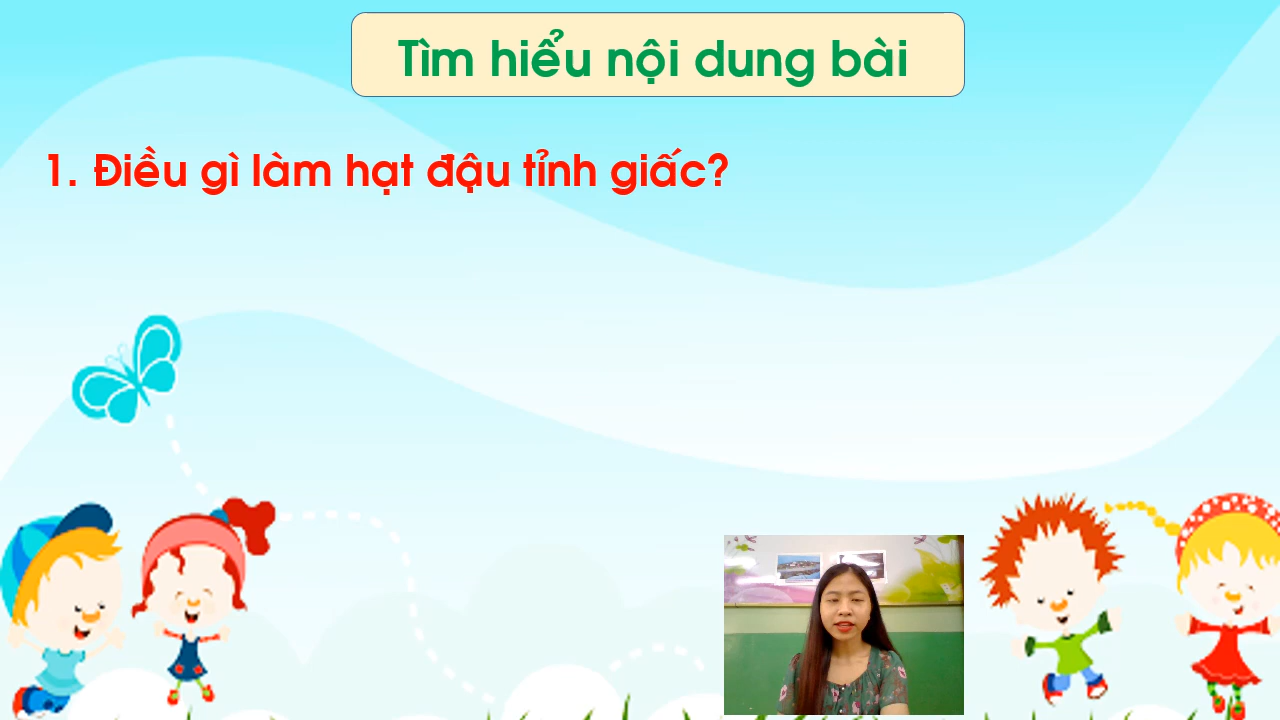 Tìm hiểu nội dung bài
1. Điều gì làm hạt đậu tỉnh giấc?